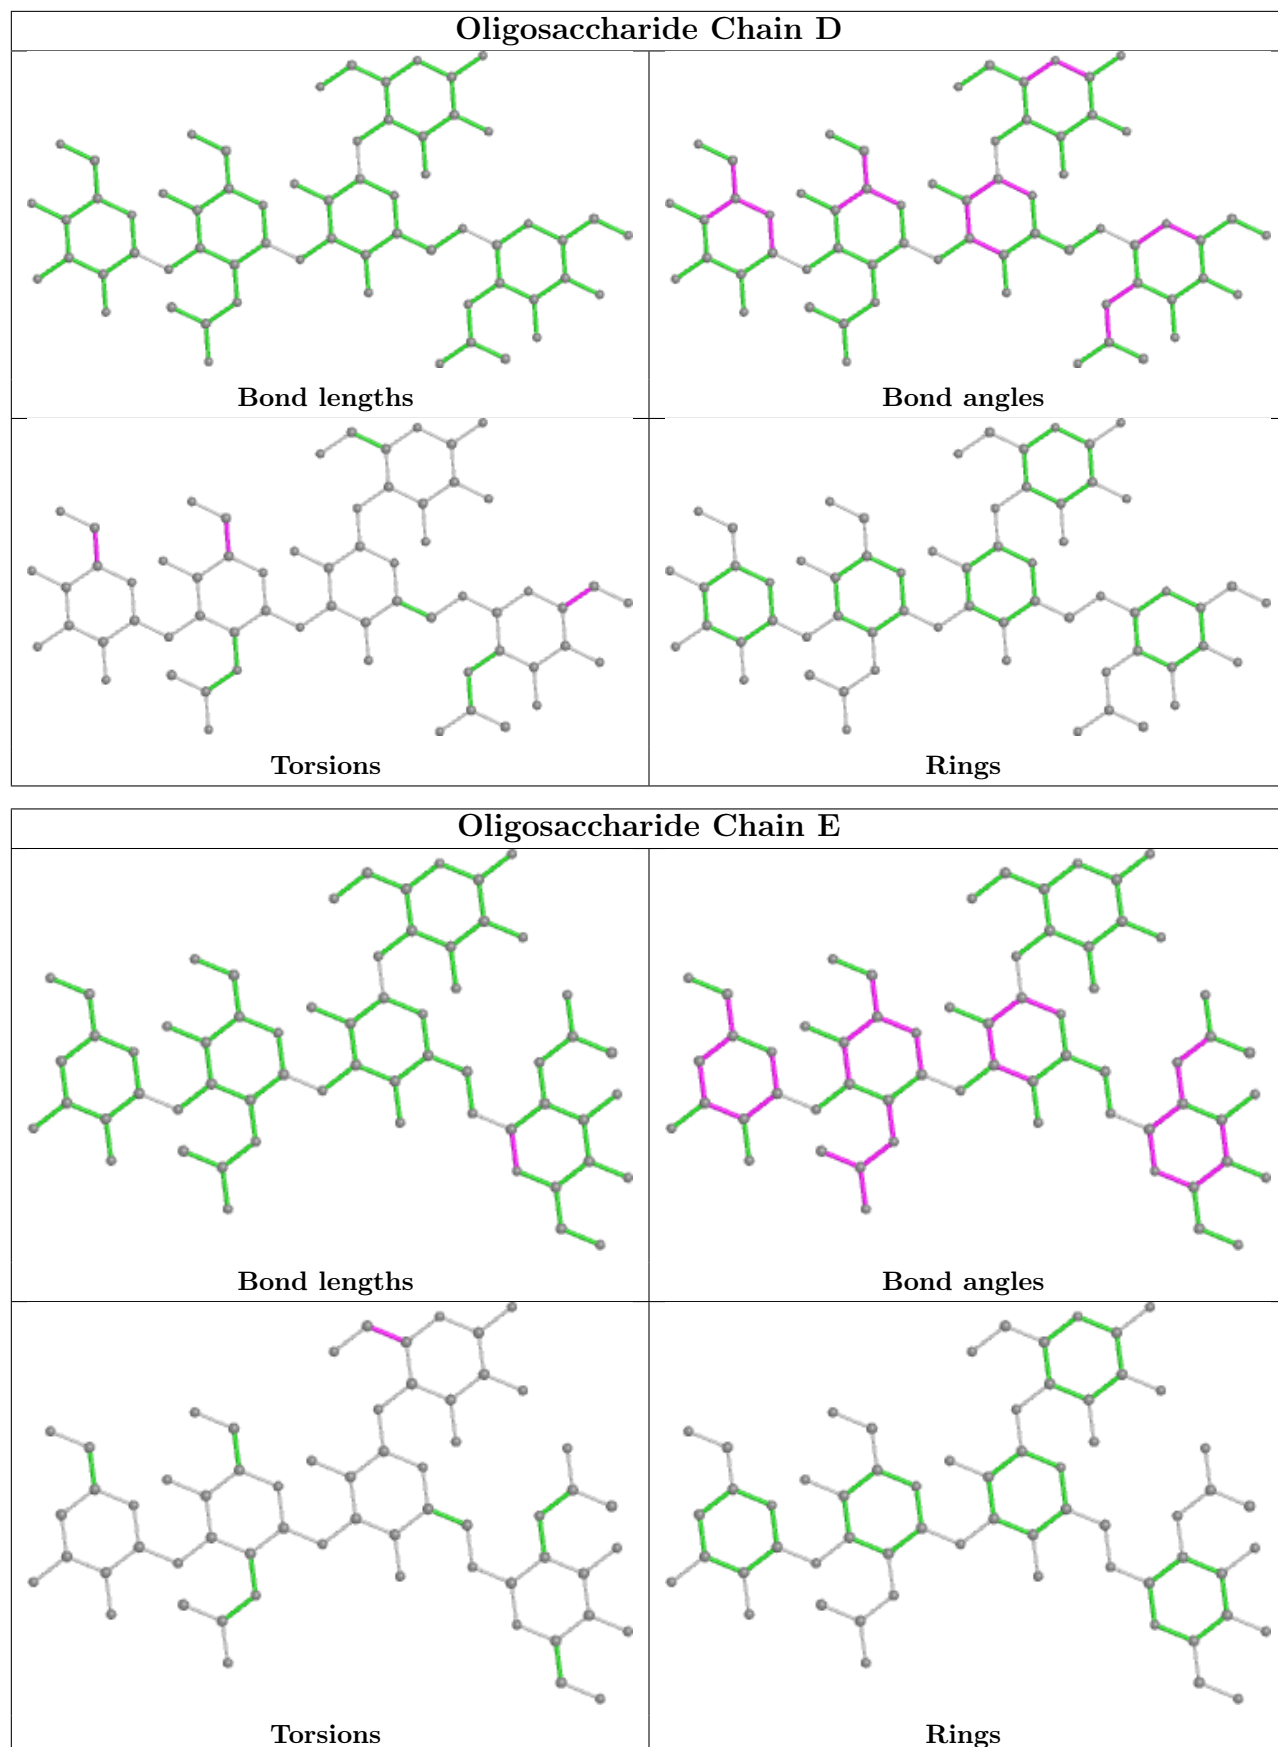 Oligosaccharide Chain D
Bond lengths
Bond angles
Torsions
Rings
Oligosaccharide Chain E
Bond lengths
Bond angles
Torsions
Rings